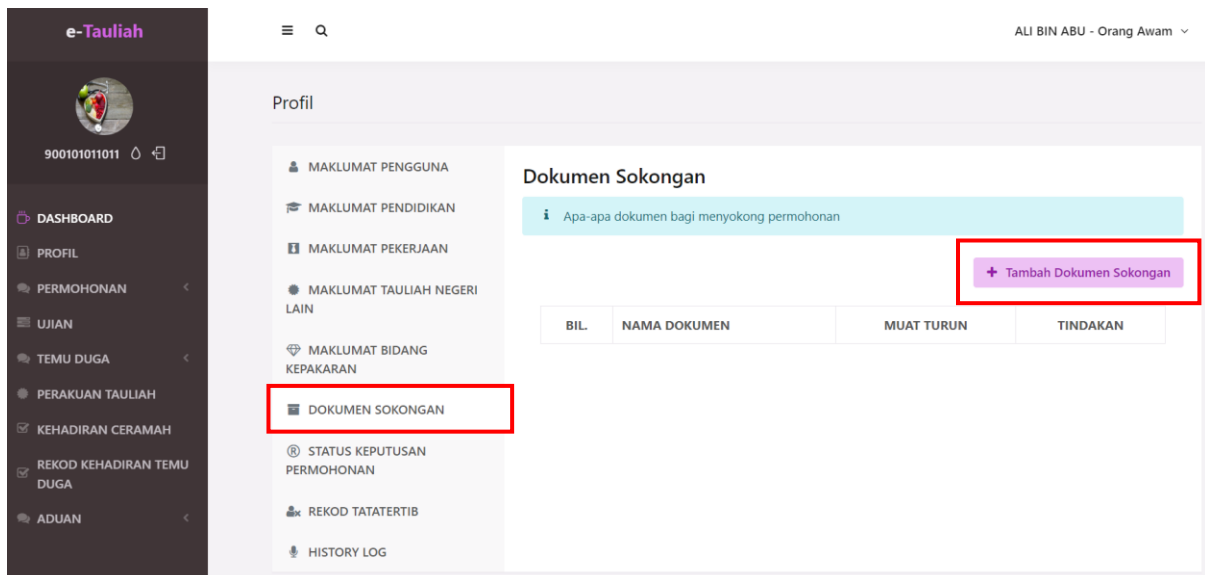 e-Tauliah
ALI BIN ABU - Orang Awam
900101011011
DASHBOARD
PROFIL
PERMOHONAN
UJIAN
TEMU DUGA
PERAKUAN TAULIAH
KEHADIRAN CERAMAH
REKOD KEHADIRAN TEMU
DUGA
ADUAN
Profil
MAKLUMAT PENGGUNA
MAKLUMAT PENDIDIKAN
MAKLUMAT PEKERJAAN
MAKLUMAT TAULIAH NEGERI
LAIN
MAKLUMAT BIDANG
KEPAKARAN
DOKUMEN SOKONGAN
STATUS KEPUTUSAN
PERMOHONAN
REKOD TATATERTIB
HISTORY LOG
Dokumen Sokongan
Apa-apa dokumen bagi menyokong permohonan
+ Tambah Dokumen Sokongan
BIL. NAMA DOKUMEN MUAT TURUN TINDAKAN